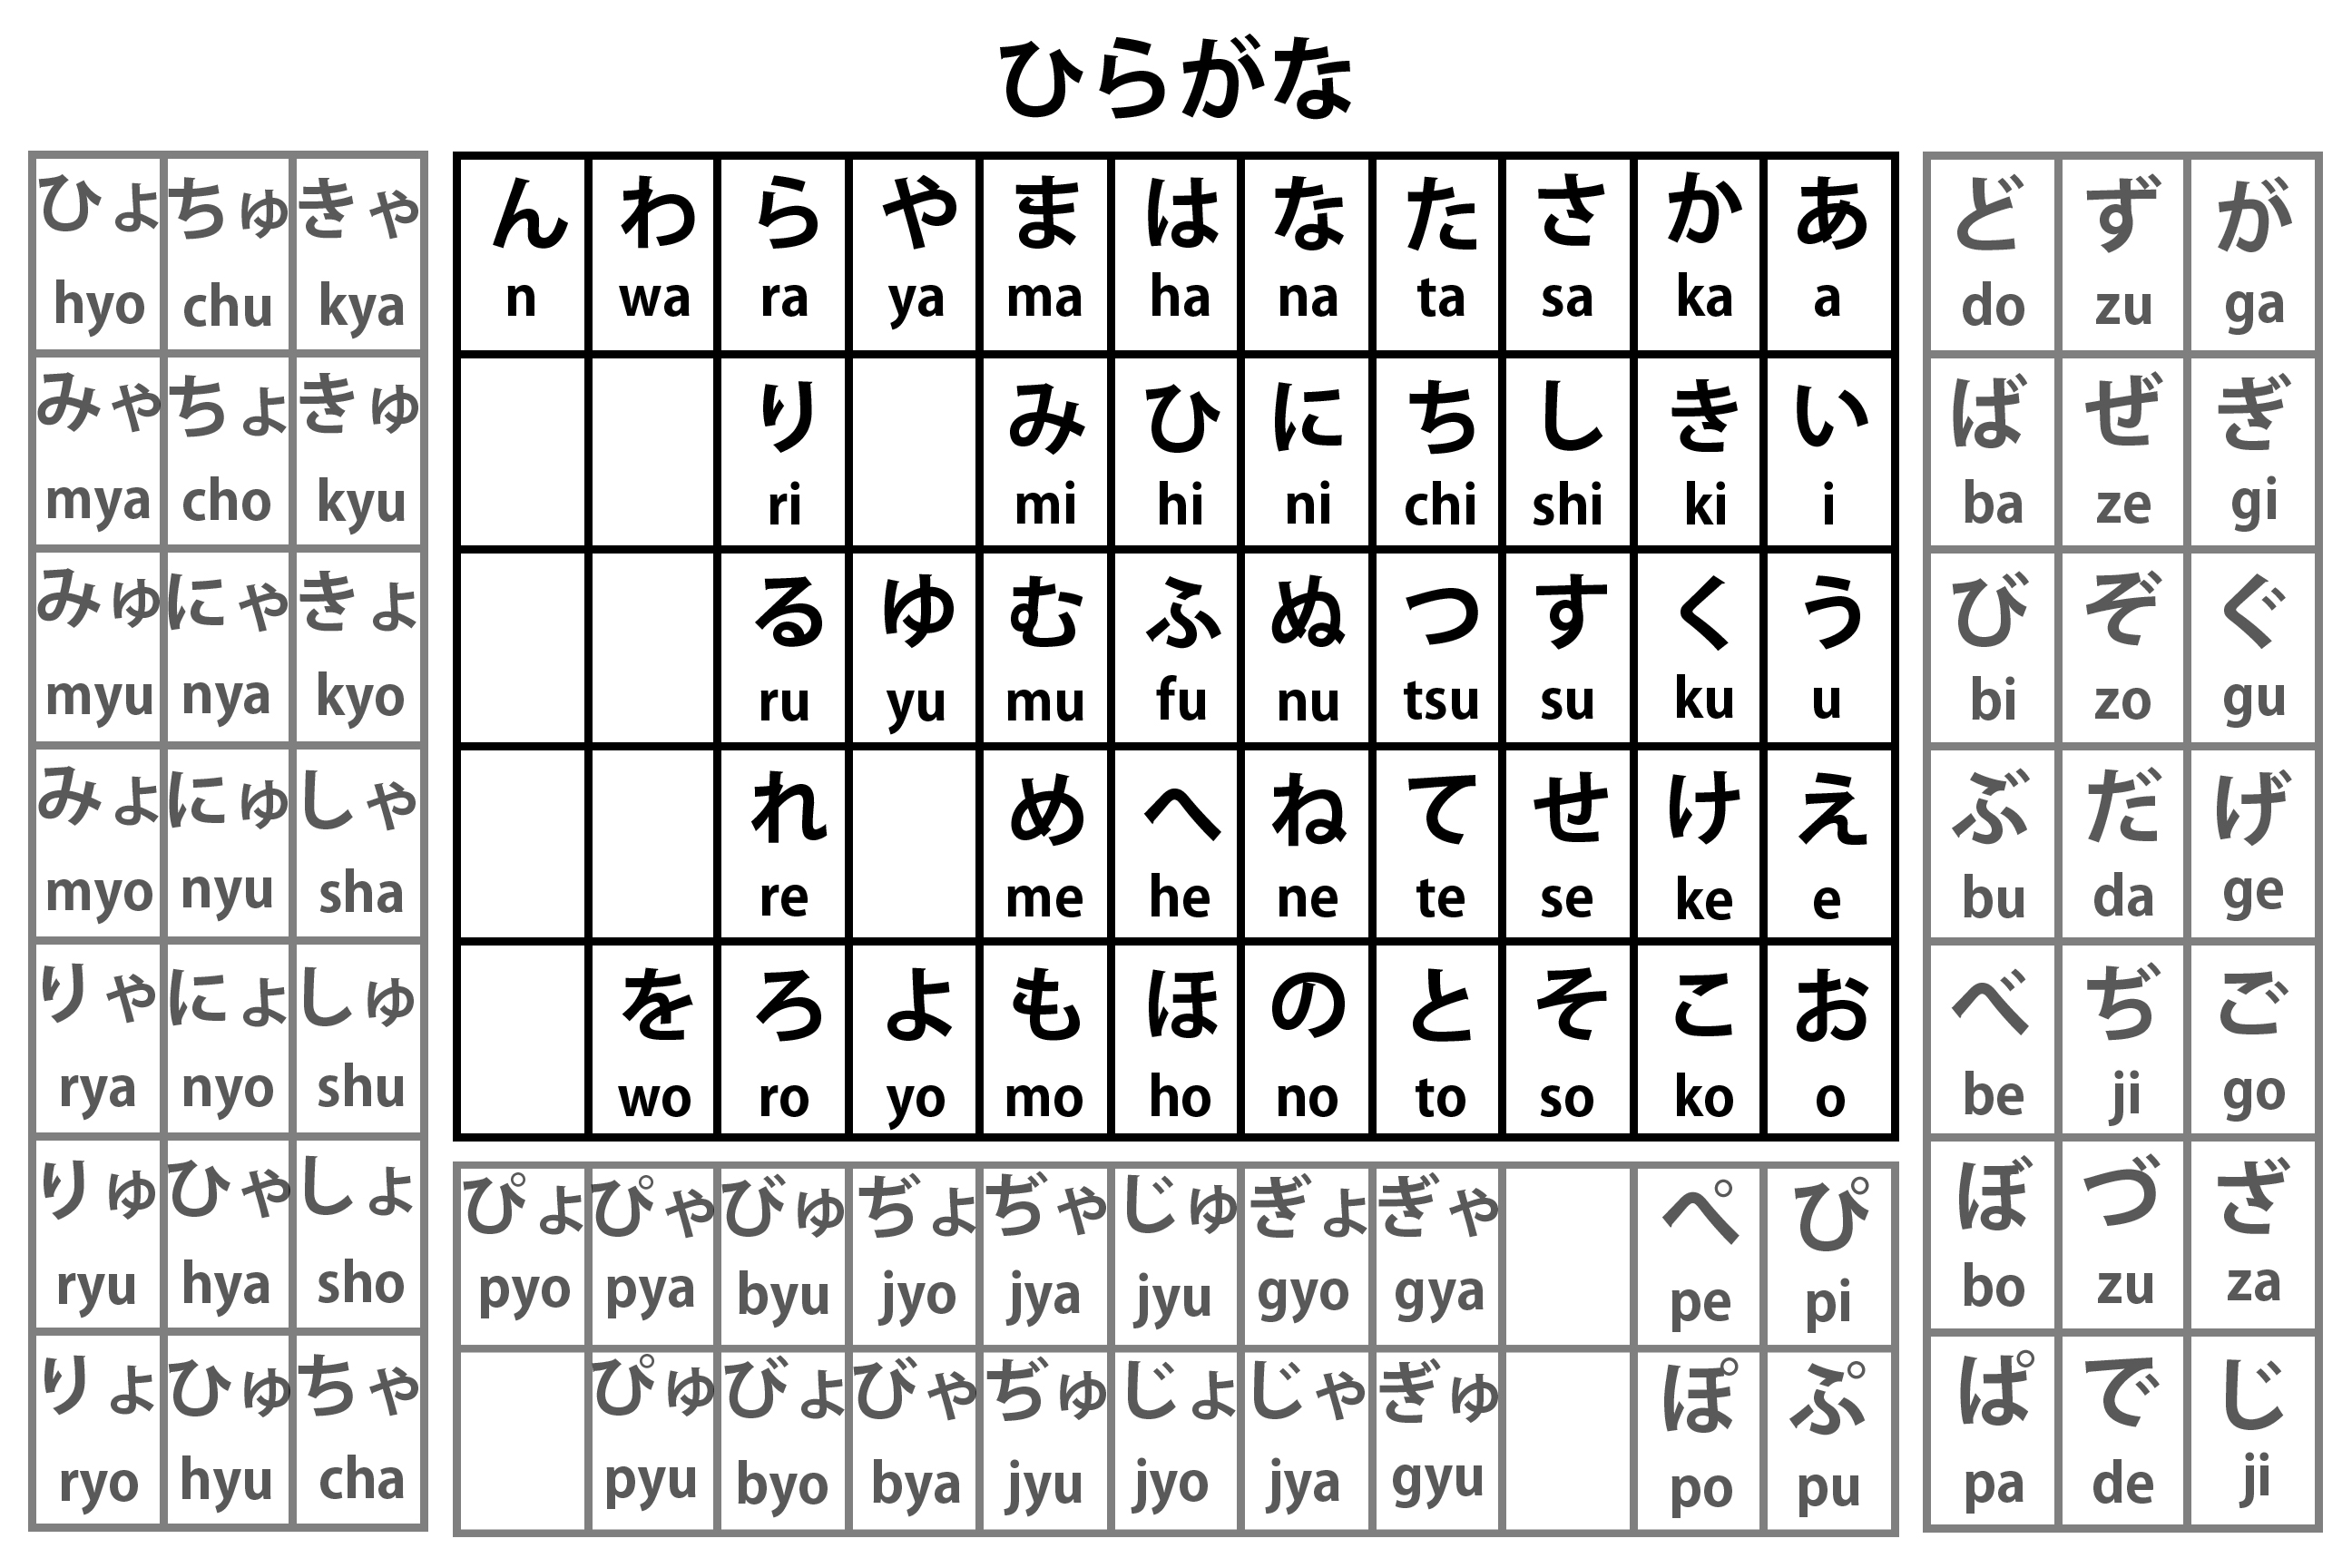 ひらがな
ひょ ちゅ きゃ
hyo chu kya
みゃ ちょ きゅ
mya cho kyu
みゅ にゃ きょ
myu nya kyo
みょ にゅ しゃ
myo nyu sha
りゃ にょ しゅ
rya nyo shu
りゅ ひゃ しょ
ryu hya sho
りょ ひゅ ちゃ
ryo hyu cha
ん わ ら や ま は な た さ か あ
n wa ra ya ma ha na ta sa ka a
り み ひ に ち し き い
ri mi hi ni chi shi ki i
る ゆ む ふ ぬ つ す く う
ru yu mu fu nu tsu su ku u
れ め へ ね て せ け え
re me he ne te se ke e
を ろ よ も ほ の と そ こ お
wo ro yo mo ho no to so ko o
ぴょ ぴゃ びゅ ぢょ ぢゃ じゅ ぎょ ぎゃ ぺ ぴ
pyo pya byu jyo jya jyu gyo gya pe pi
ぴゅ びょ びゃ ぢゅ じょ じゃ ぎゅ ぽ ぷ
pyu byo bya jyu jyo jya gyu po pu
ど ず が
do zu ga
ば ぜ ぎ
ba ze gi
び ぞ ぐ
bi zo gu
ぶ だ げ
bu da ge
べ ぢ ご
be ji go
ぼ づ ざ
bo zu za
ぱ で じ
pa de ji